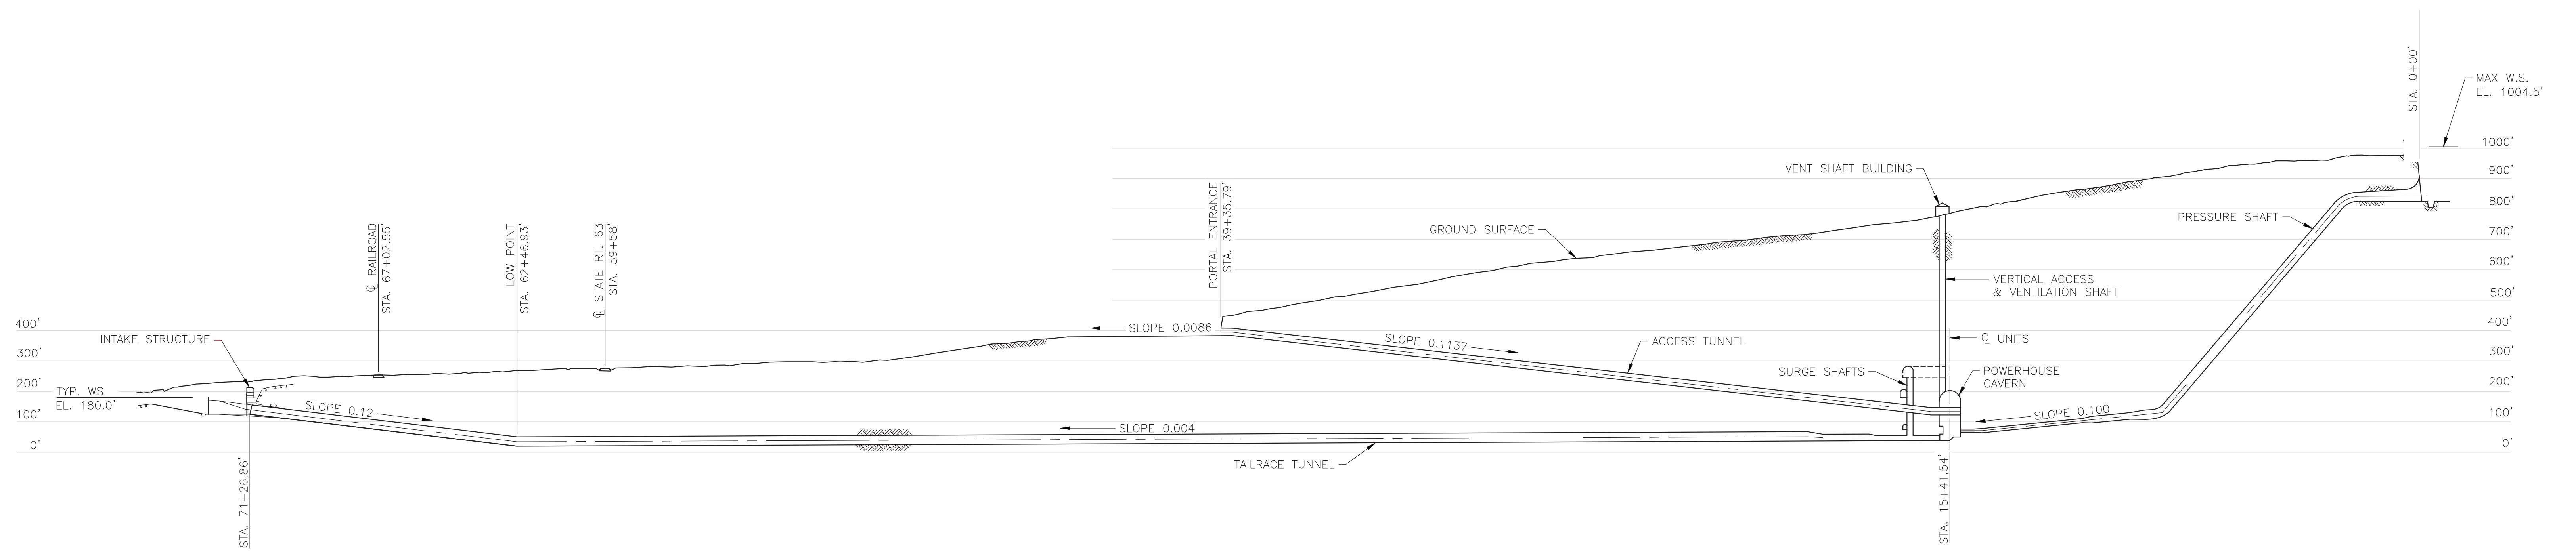 STA. 0+00'
MAX W.S.
EL. 1004.5'
1000'
900'
800'
700'
600'
500'
400'
300'
200'
100'
0'
VENT SHAFT BUILDING
GROUND SURFACE
PRESSURE SHAFT
VERTICAL ACCESS
& VENTILATION SHAFT
℄ UNITS
POWERHOUSE
CAVERN
SLOPE 0.100
STA. 15+41.54'
SURGE SHAFTS
ACCESS TUNNEL
SLOPE 0.1137
PORTAL ENTRANCE
STA. 39+35.79'
SLOPE 0.0086
SLOPE 0.004
TAILRACE TUNNEL
℄ STATE RT. 63
STA. 59+58'
LOW POINT
STA. 62+46.93'
℄ RAILROAD
STA. 67+02.55'
INTAKE STRUCTURE
SLOPE 0.12
STA. 71+26.86'
TYP. WS
EL. 180.0'
400'
300'
200'
100'
0'